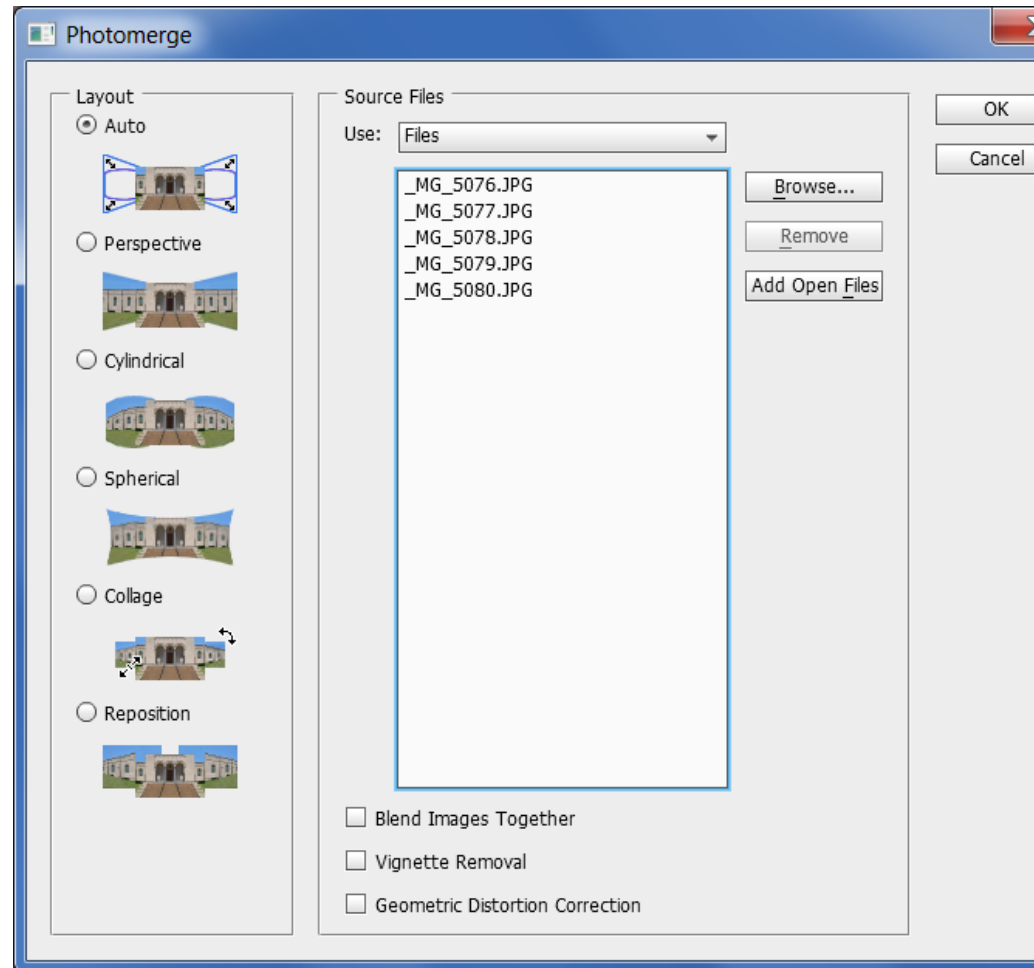 Photomerge
Layout
Auto
Perspective
Cylindrical
Spherical
Collage
Reposition
Source Files
Use: Files
_MG_5076.JPG
_MG_5077.JPG
_MG_5078.JPG
_MG_5079.JPG
_MG_5080.JPG
Browse...
Remove
Add Open Files
Blend Images Together
Vignette Removal
Geometric Distortion Correction
OK
Cancel